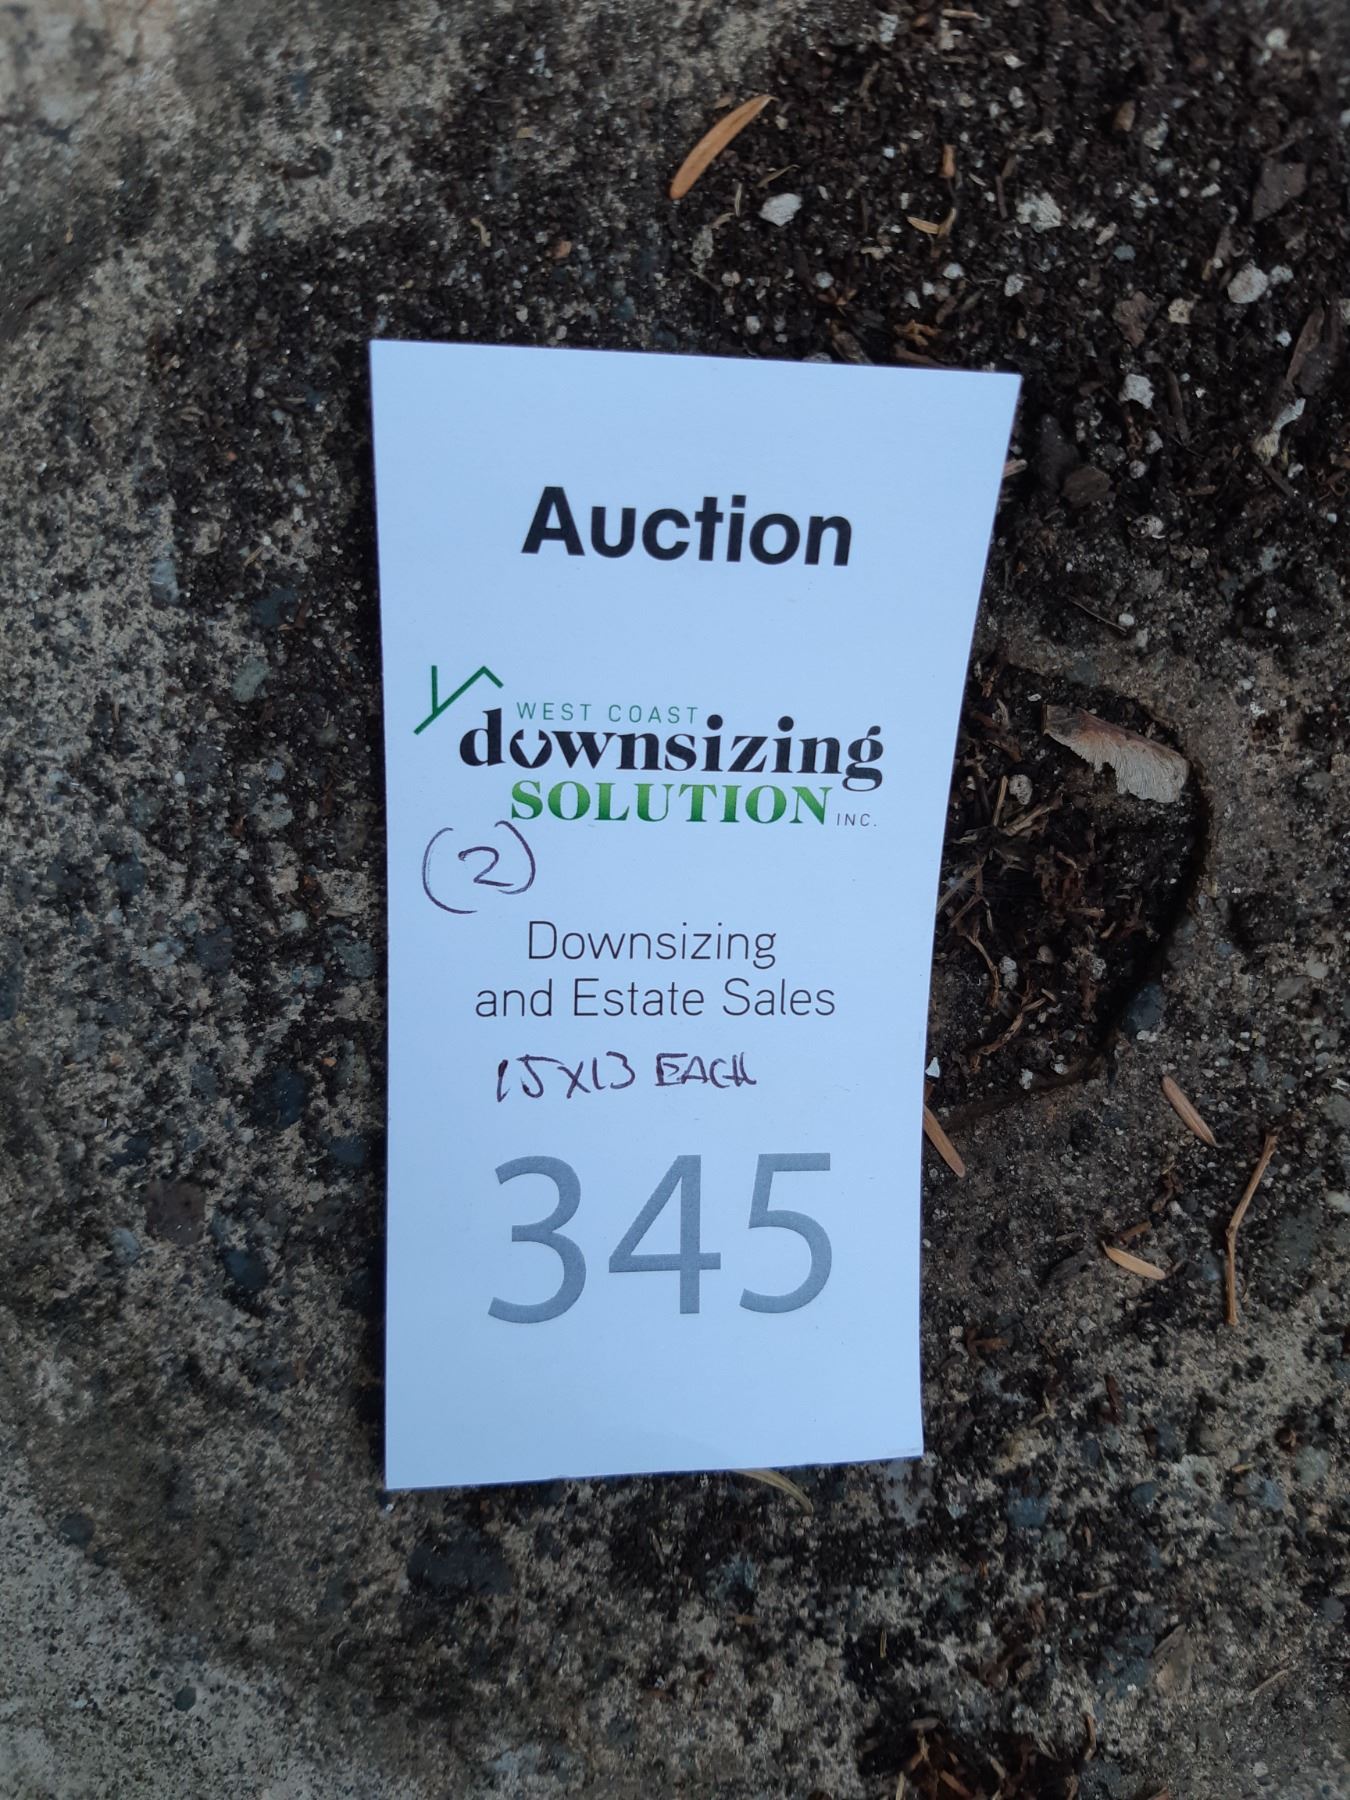 Auction
WEST COAST
downsizing
SOLUTION INC.
(2)
Downsizing
and Estate Sales
15x13 EACH
345